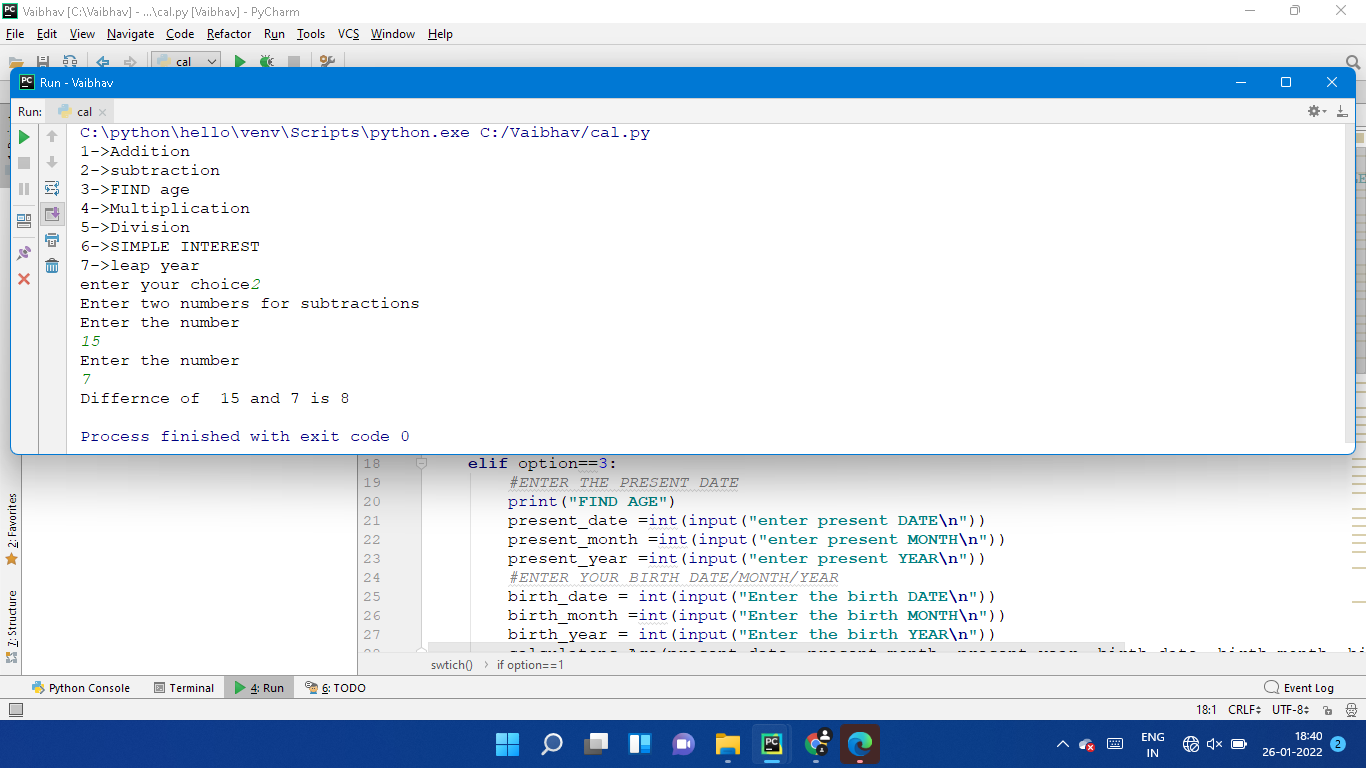 Vaibhav [C:\Vaibhav] - ...\cal.py [Vaibhav] - PyCharm
File Edit View Navigate Code Refactor Run Tools VCS Window Help
cal
Run - Vaibhav
Run: cal
C:\python\hello\venv\Scripts\python.exe C:/Vaibhav/cal.py
1->Addition
2->subtraction
3->FIND age
4->Multiplication
5->Division
6->SIMPLE INTEREST
7->leap year
enter your choice2
Enter two numbers for subtractions
Enter the number
15
Enter the number
7
Differnce of  15 and 7 is 8
Process finished with exit code 0
18 elif option==3:
19 #ENTER THE PRESENT DATE
20 print("FIND AGE")
21 present_date =int(input("enter present DATE\n"))
22 present_month =int(input("enter present MONTH\n"))
23 present_year =int(input("enter present YEAR\n"))
24 #ENTER YOUR BIRTH DATE/MONTH/YEAR
25 birth_date = int(input("Enter the birth DATE\n"))
26 birth_month =int(input("Enter the birth MONTH\n"))
27 birth_year = int(input("Enter the birth YEAR\n"))
swtich() > if option==1
2: Favorites
7: Structure
Python Console Terminal 4: Run 6: TODO Event Log
18:1 CRLF UTF-8
ENG
IN
18:40
26-01-2022
2